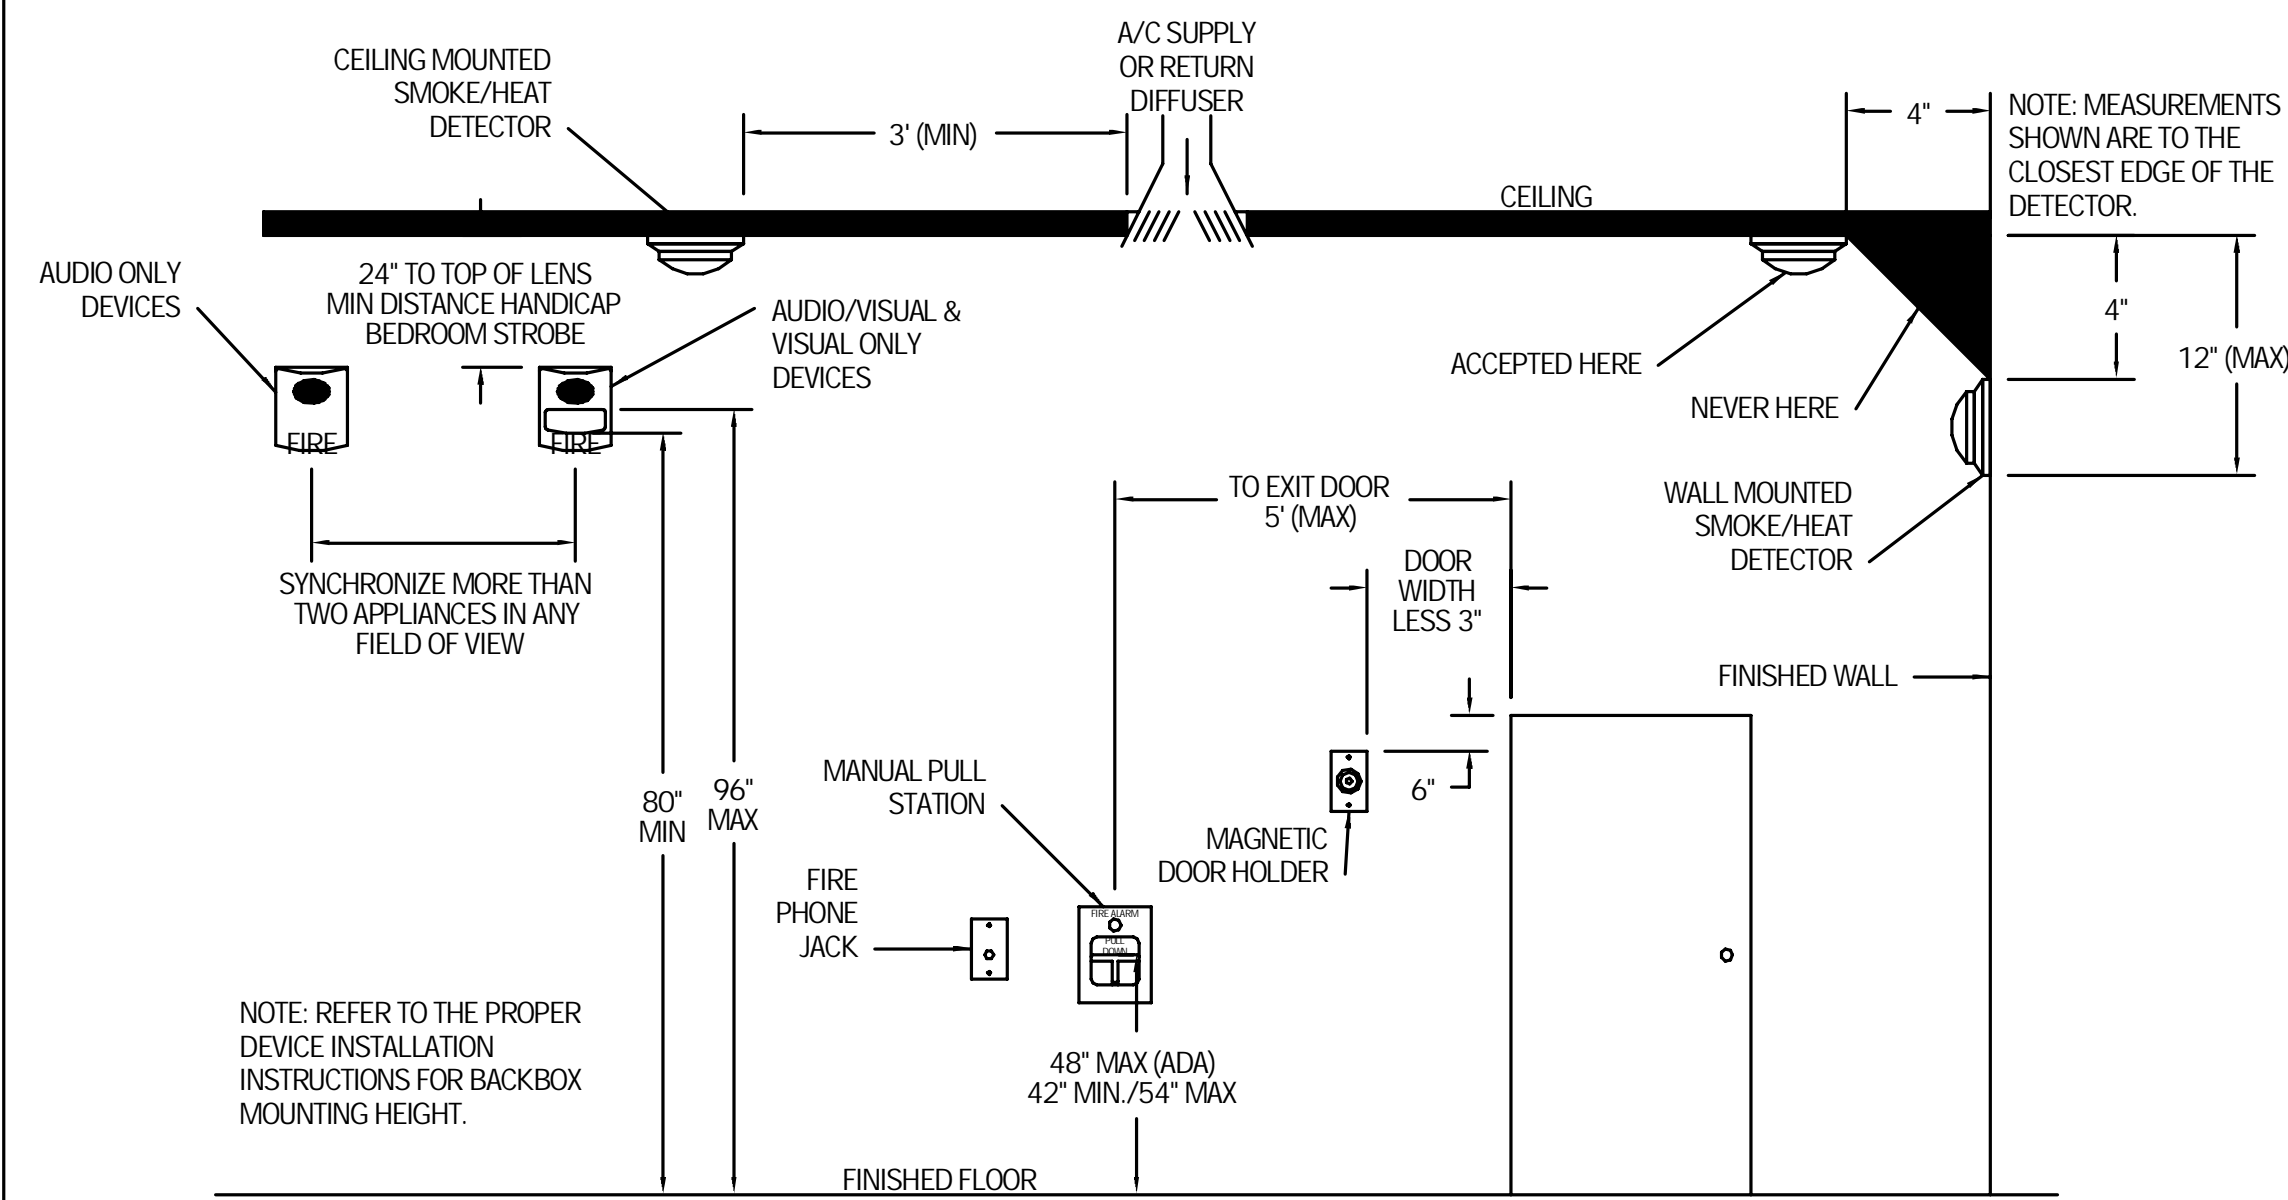 A/C SUPPLY
OR RETURN
DIFFUSER
CEILING MOUNTED
SMOKE/HEAT
DETECTOR
3' (MIN)
4"
NOTE: MEASUREMENTS
SHOWN ARE TO THE
CLOSEST EDGE OF THE
DETECTOR.
CEILING
AUDIO ONLY
DEVICES
24" TO TOP OF LENS
MIN DISTANCE HANDICAP
BEDROOM STROBE
AUDIO/VISUAL &
VISUAL ONLY
DEVICES
4"
12" (MAX)
ACCEPTED HERE
NEVER HERE
FIRE
FIRE
TO EXIT DOOR
5' (MAX)
WALL MOUNTED
SMOKE/HEAT
DETECTOR
SYNCHRONIZE MORE THAN
TWO APPLIANCES IN ANY
FIELD OF VIEW
DOOR
WIDTH
LESS 3"
FINISHED WALL
80"
MIN
96"
MAX
MANUAL PULL
STATION
6"
MAGNETIC
DOOR HOLDER
FIRE
PHONE
JACK
FIRE ALARM
PULL
DOWN
NOTE: REFER TO THE PROPER
DEVICE INSTALLATION
INSTRUCTIONS FOR BACKBOX
MOUNTING HEIGHT.
48" MAX (ADA)
42" MIN./54" MAX
FINISHED FLOOR